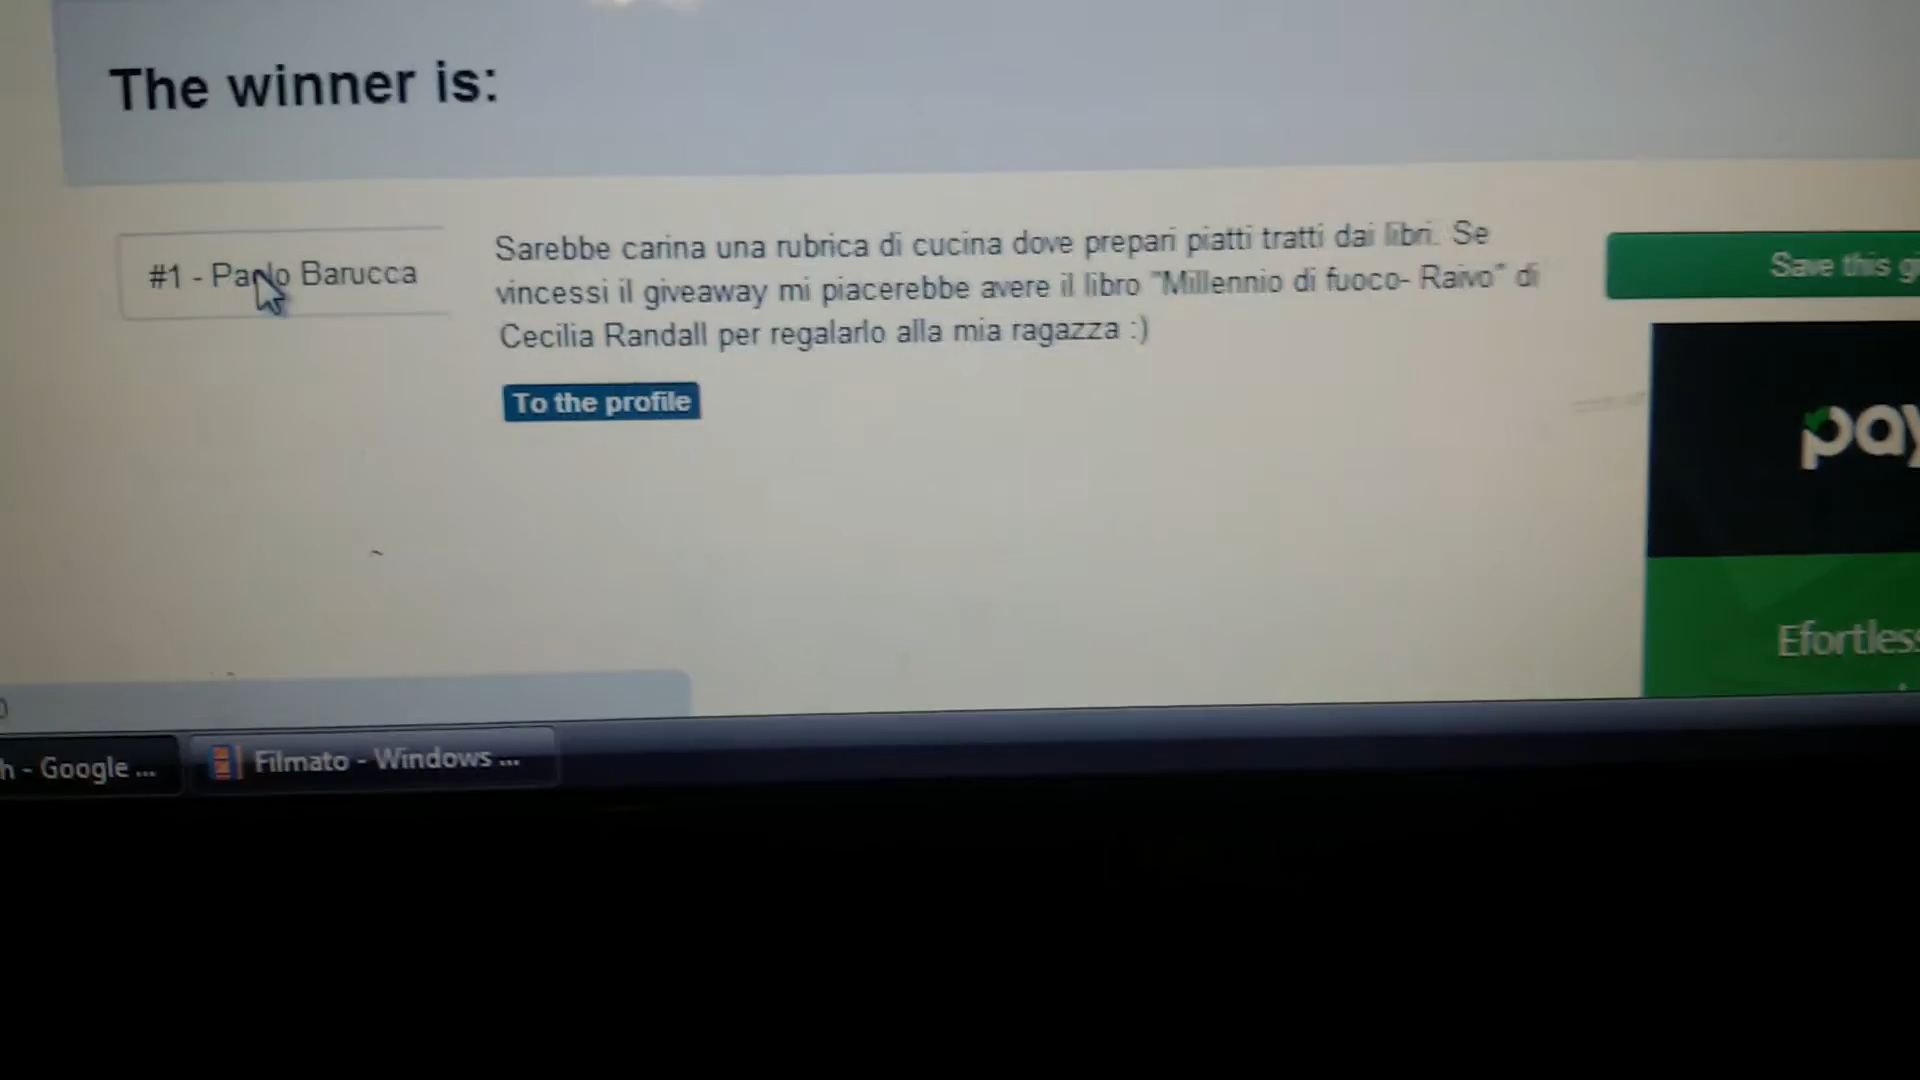 The winner is:
#1 - Paolo Barucca
Sarebbe carina una rubrica di cucina dove prepari piatti tratti dai libri. Se
vincessi il giveaway mi piacerebbe avere il libro "Millennio di fuoco- Raivo" di
Cecilia Randall per regalarlo alla mia ragazza :)
To the profile
Save this
pay
Efortless
h - Google ...
Filmato - Windows ...